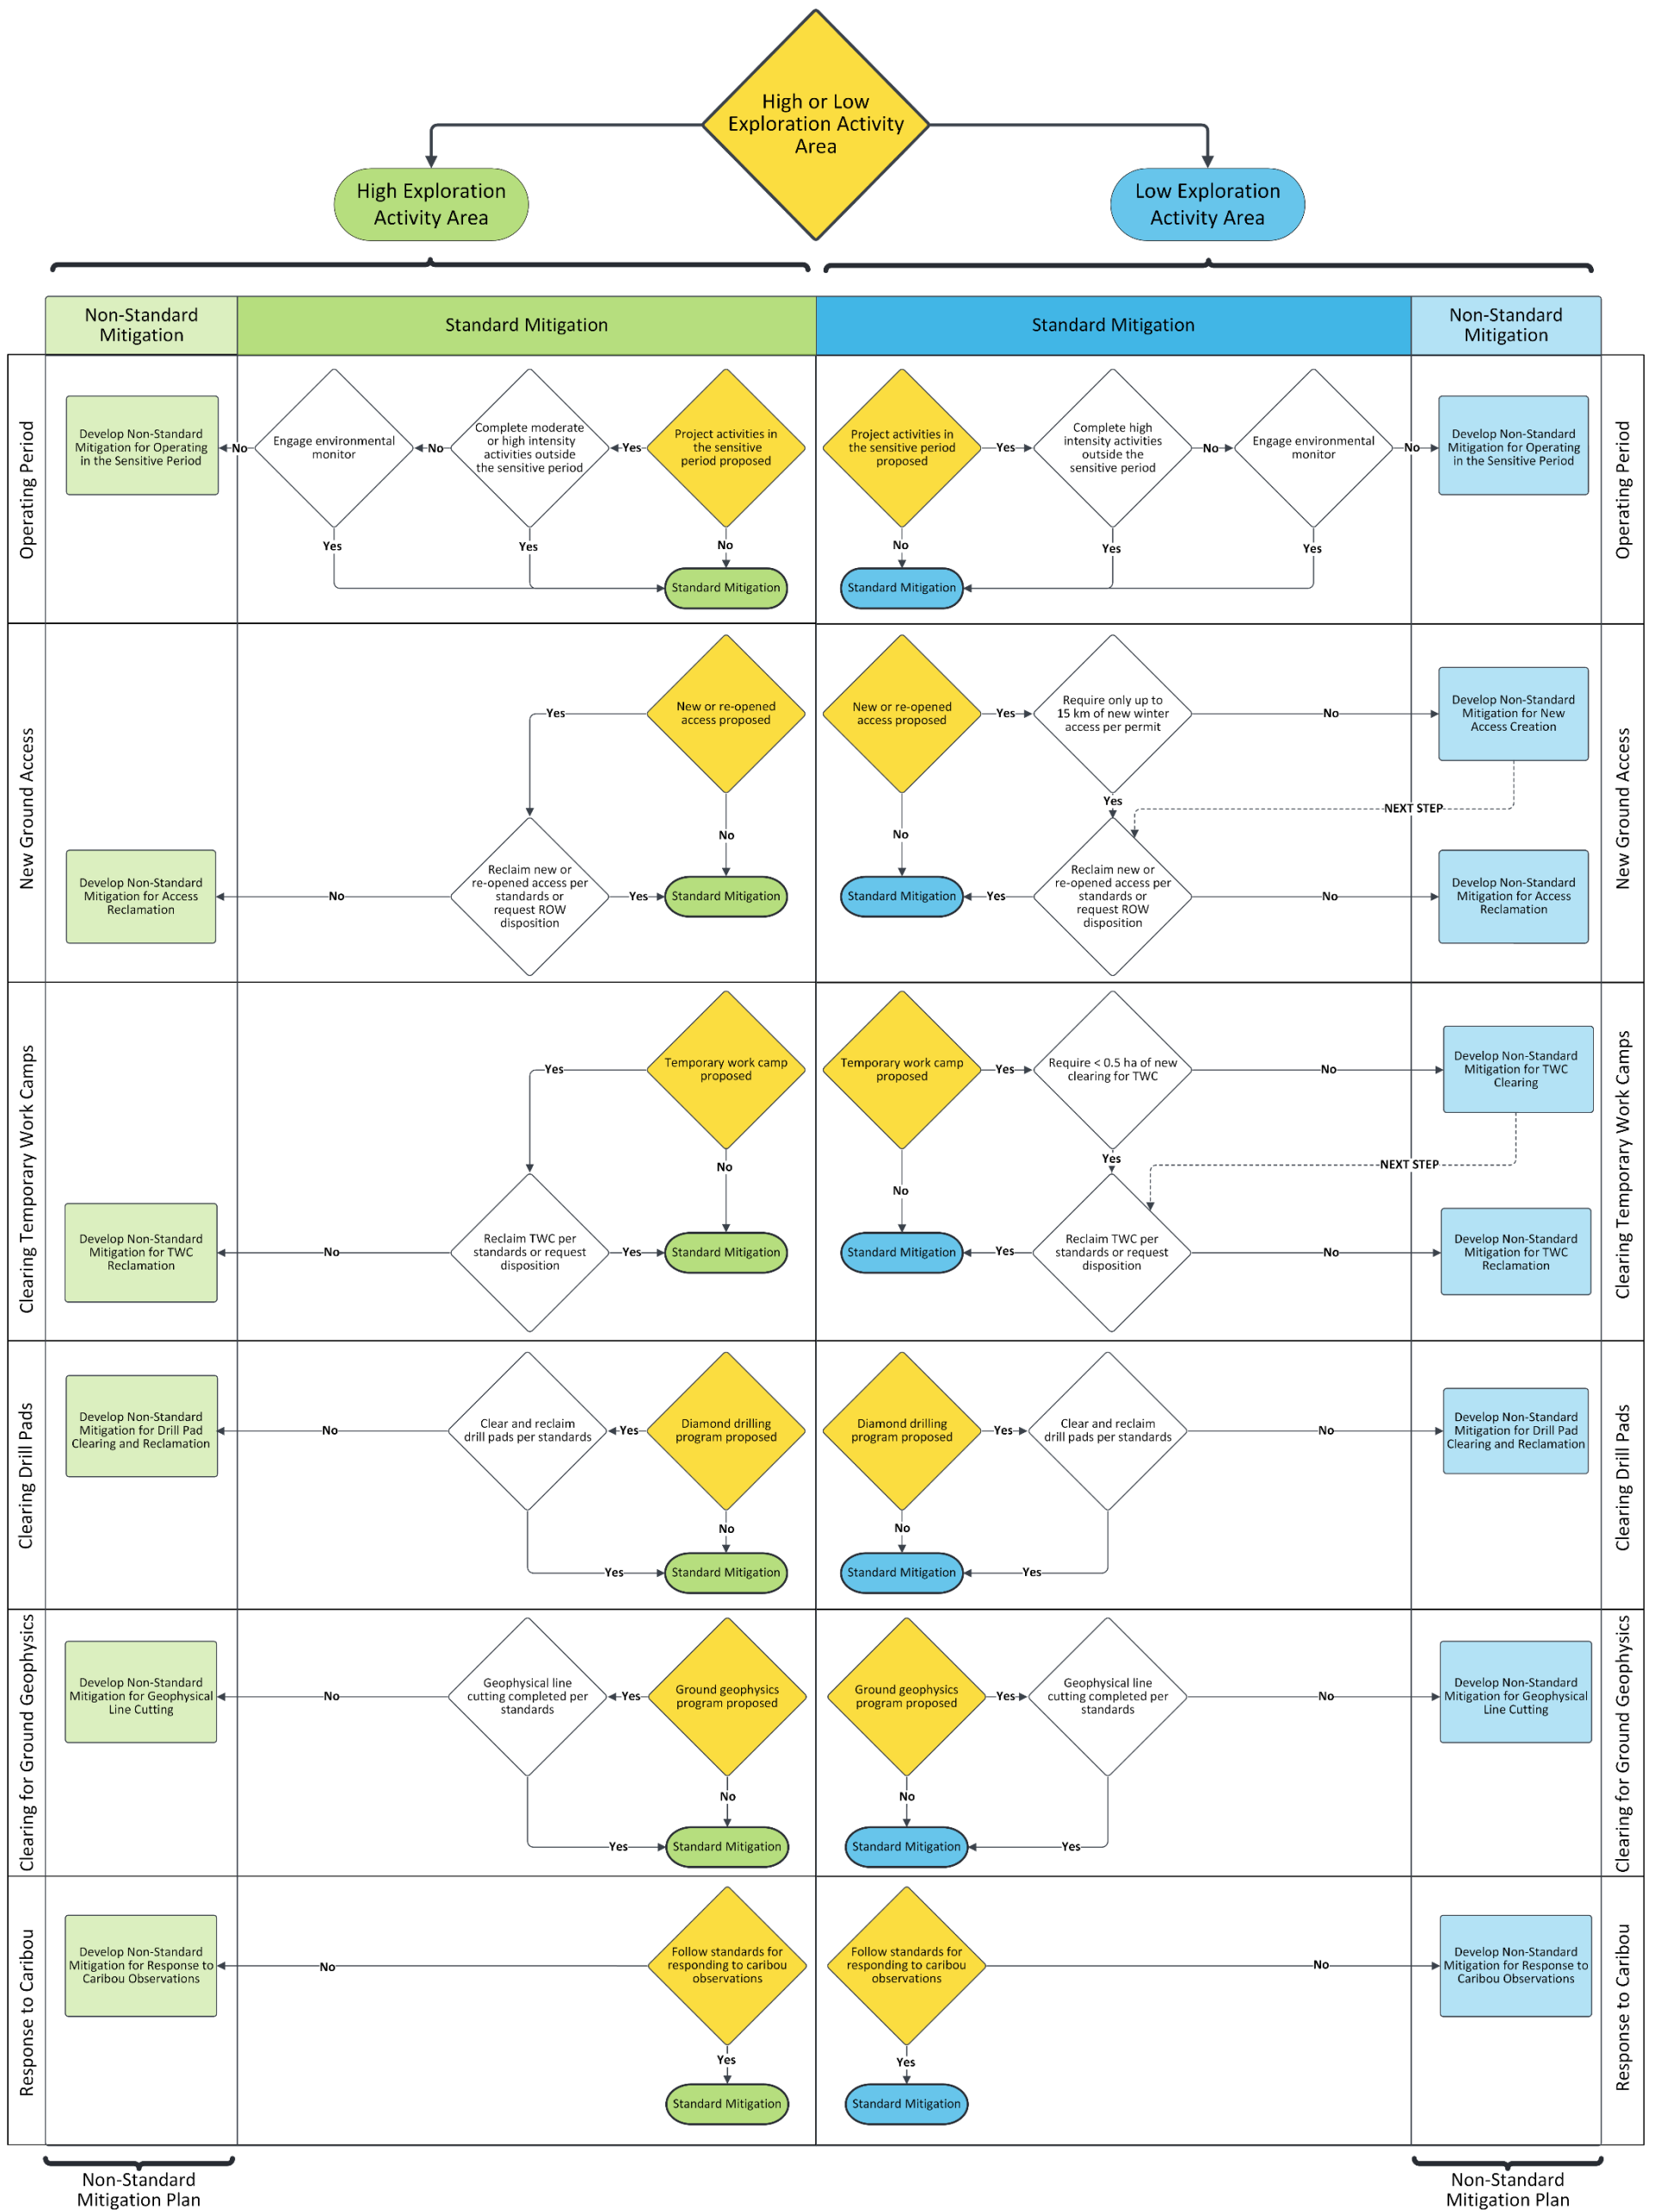 High or Low
Exploration Activity
Area
High Exploration
Activity Area
Low Exploration
Activity Area
Non-Standard
Mitigation
Standard Mitigation
Standard Mitigation
Non-Standard
Mitigation
Operating Period
Develop Non-Standard
Mitigation for Operating
in the Sensitive Period
No
Engage environmental
monitor
No
Complete moderate
or high intensity
activities outside
the sensitive period
Yes
Project activities in
the sensitive
period proposed
Yes
Yes
No
Standard Mitigation
Project activities in
the sensitive period
proposed
Yes
Complete high
intensity activities
outside the
sensitive period
No
Engage environmental
monitor
No
Develop Non-Standard
Mitigation for Operating
in the Sensitive Period
No
Yes
Yes
Standard Mitigation
Operating Period
New Ground Access
New or re-opened
access proposed
Yes
No
Reclaim new or
re-opened access per
standards or
request ROW
disposition
Yes
Standard Mitigation
No
Develop Non-Standard
Mitigation for Access
Reclamation
New or re-opened
access proposed
Yes
Require only up to
15 km of new winter
access per permit
No
Develop Non-Standard
Mitigation for New
Access Creation
Yes
NEXT STEP
No
Standard Mitigation
Yes
Reclaim new or
re-opened access per
standards or
request ROW
disposition
No
Develop Non-Standard
Mitigation for Access
Reclamation
New Ground Access
Clearing Temporary Work Camps
Temporary work camp
proposed
Yes
No
Develop Non-Standard
Mitigation for TWC
Reclamation
No
Reclaim TWC per
standards or request
disposition
Yes
Standard Mitigation
Temporary work camp
proposed
Yes
Require < 0.5 ha of new
clearing for TWC
No
Develop Non-Standard
Mitigation for TWC
Clearing
Yes
NEXT STEP
No
Standard Mitigation
Yes
Reclaim TWC per
standards or request
disposition
No
Develop Non-Standard
Mitigation for TWC
Reclamation
Clearing Temporary Work Camps
Clearing Drill Pads
Develop Non-Standard
Mitigation for Drill Pad
Clearing and Reclamation
No
Clear and reclaim
drill pads per standards
Yes
Diamond drilling
program proposed
No
Yes
Standard Mitigation
Diamond drilling
program proposed
Yes
Clear and reclaim
drill pads per standards
No
Develop Non-Standard
Mitigation for Drill Pad
Clearing and Reclamation
No
Standard Mitigation
Yes
Clearing Drill Pads
Clearing for Ground Geophysics
Develop Non-Standard
Mitigation for Geophysical
Line Cutting
No
Geophysical line
cutting completed per
standards
Yes
Ground geophysics
program proposed
No
Yes
Standard Mitigation
Ground geophysics
program proposed
Yes
Geophysical line
cutting completed per
standards
No
Develop Non-Standard
Mitigation for Geophysical
Line Cutting
No
Standard Mitigation
Yes
Clearing for Ground Geophysics
Response to Caribou
Develop Non-Standard
Mitigation for Response to
Caribou Observations
No
Follow standards for
responding to caribou
observations
Yes
Standard Mitigation
Follow standards for
responding to caribou
observations
No
Develop Non-Standard
Mitigation for Response to
Caribou Observations
Yes
Standard Mitigation
Response to Caribou
Non-Standard
Mitigation Plan
Non-Standard
Mitigation Plan